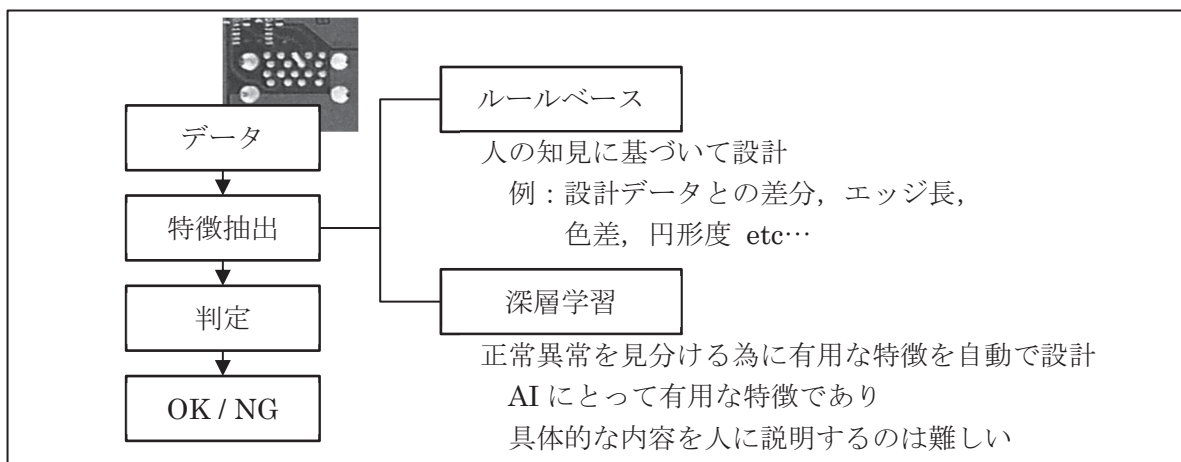 データ
特徴抽出
判定
OK / NG
ルールベース
人の知見に基づいて設計
例：設計データとの差分，エッジ長，
色差，円形度 etc…
深層学習
正常異常を見分ける為に有用な特徴を自動で設計
AI にとって有用な特徴であり
具体的な内容を人に説明するのは難しい